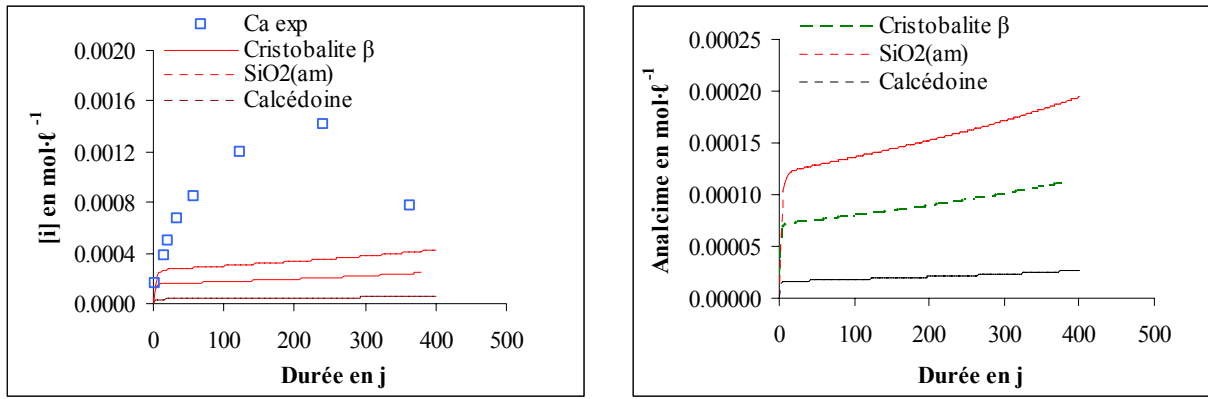 Ca exp
Cristobalite β
SiO2(am)
Calcédoine
[i] en mol·ℓ⁻¹
0.0020
0.0016
0.0012
0.0008
0.0004
0.0000
0 100 200 300 400 500
Durée en j
Cristobalite β
SiO2(am)
Calcédoine
Analcime en mol·ℓ⁻¹
0.00025
0.00020
0.00015
0.00010
0.00005
0.00000
0 100 200 300 400 500
Durée en j